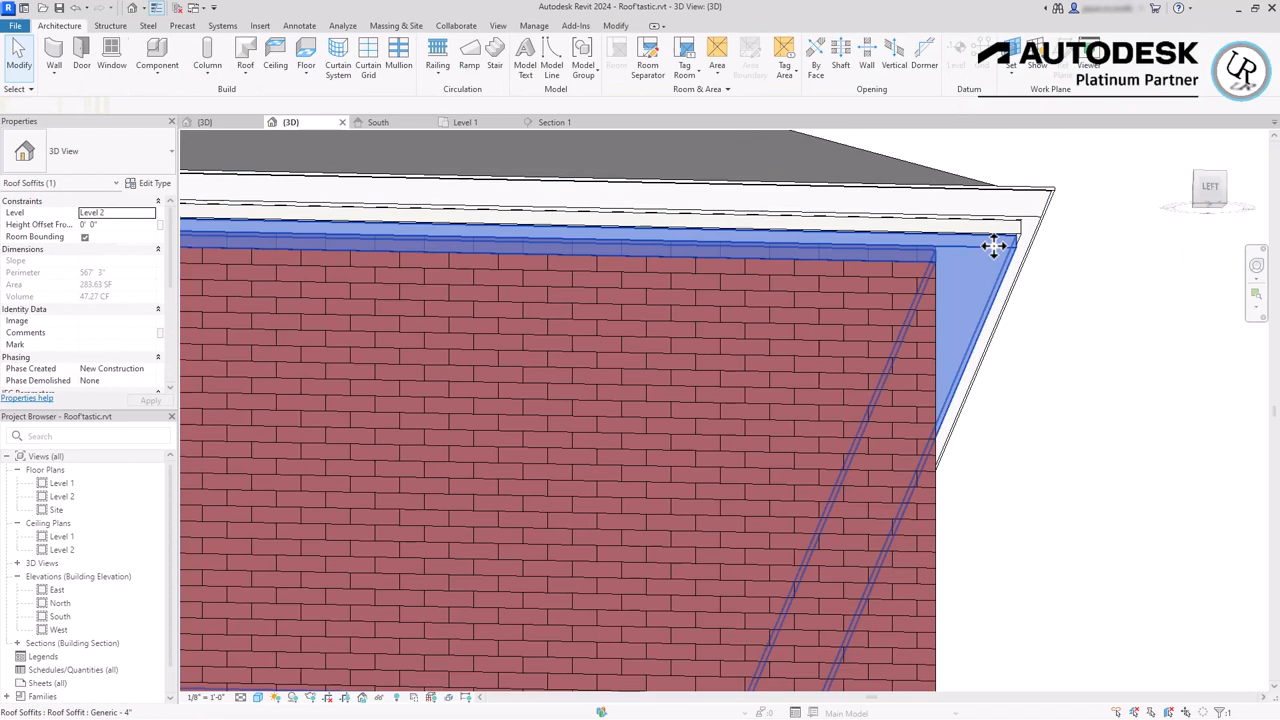 Autodesk Revit 2024 - Roof'tastic.rvt - 3D View: {3D}
File Architecture Structure Steel Precast Systems Insert Annotate Analyze Massing & Site Collaborate View Manage Add-Ins Modify
Modify Wall Door Window Component Column Roof Ceiling Floor Curtain System Curtain Grid Mullion Railing Ramp Stair Model Text Model Line Model Group Room Room Separator Tag Room Area Area Boundary Tag Area By Face Shaft Wall Vertical Dormer Level Grid Set Show Viewer
Select Build Circulation Model Room & Area Opening Datum Work Plane
AUTODESK
Platinum Partner
Properties
{3D} {3D} South Level 1 Section 1
3D View
Roof Soffits (1) Edit Type
Constraints
Level Level 2
Height Offset Fro... 0' 0"
Room Bounding
Dimensions
Slope
Perimeter 567' 3"
Area 283.63 SF
Volume 47.27 CF
Identity Data
Image
Comments
Mark
Phasing
Phase Created New Construction
Phase Demolished None
Properties help Apply
LEFT
Project Browser - Roof'tastic.rvt
Search
Views (all)
Floor Plans
Level 1
Level 2
Site
Ceiling Plans
Level 1
Level 2
3D Views
Elevations (Building Elevation)
East
North
South
West
Sections (Building Section)
Legends
Schedules/Quantities (all)
Sheets (all)
Families
1/8" = 1'-0"
Roof Soffits : Roof Soffit : Generic - 4" :0 Main Model :1